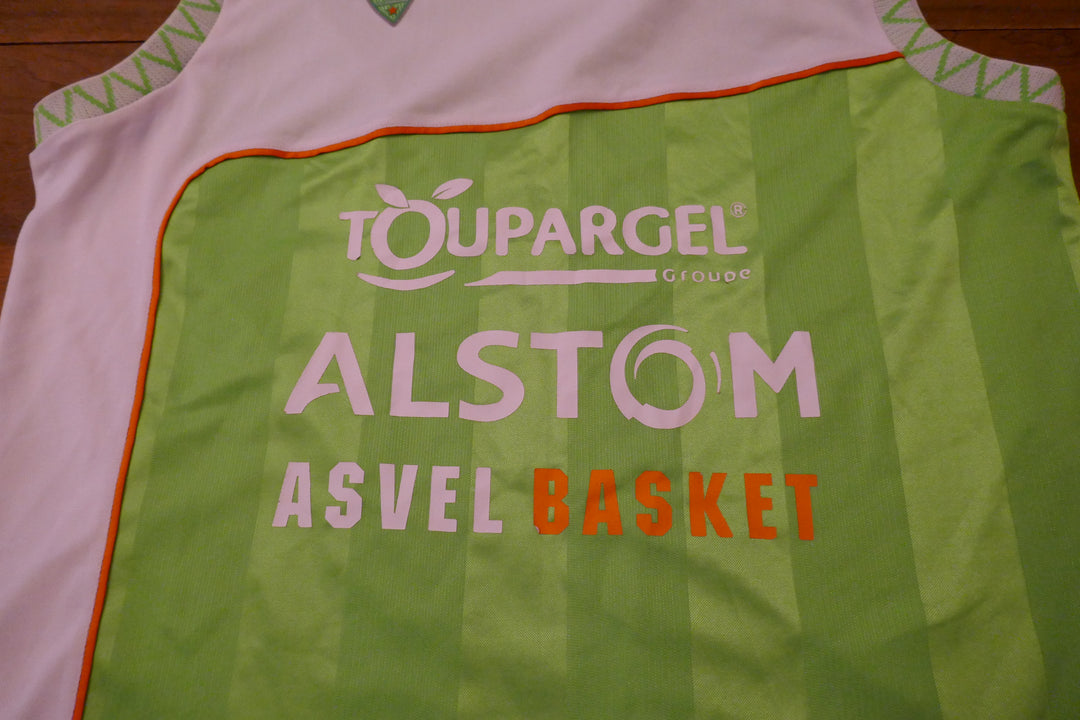 TOUPARGEL®
Groupe
ALSTOM
ASVEL BASKET